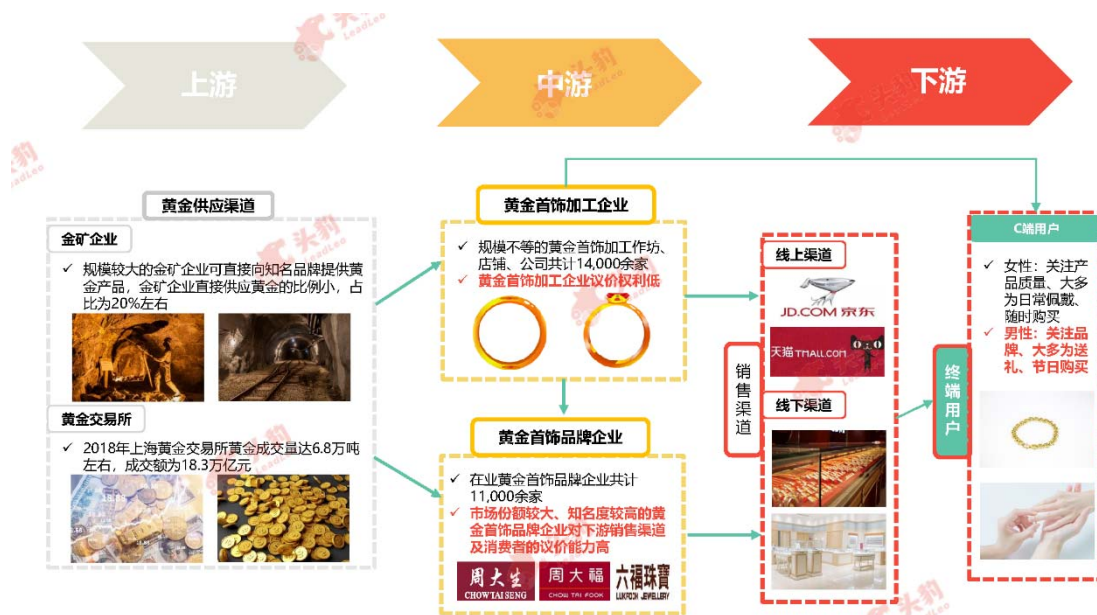 上游
中游
下游
黄金供应渠道
金矿企业
✓ 规模较大的金矿企业可直接向知名品牌提供黄
金产品，金矿企业直接供应黄金的比例小，占
比为20%左右
黄金交易所
✓ 2018年上海黄金交易所黄金成交量达6.8万吨
左右，成交额为18.3万亿元
黄金首饰加工企业
✓ 规模不等的黄金首饰加工作坊、
店铺、公司共计14,000余家
✓ 黄金首饰加工企业议价权利低
黄金首饰品牌企业
✓ 在业黄金首饰品牌企业共计
11,000余家
✓ 市场份额较大、知名度较高的黄
金首饰品牌企业对下游销售渠道
及消费者的议价能力高
周大生
CHOWTAISENG
周大福
CHOW TAI FOOK
六福珠寶
LUKFOOK JEWELLERY
销售渠道
线上渠道
JD.COM 京东
天猫 TMALL.COM
线下渠道
终端用户
C端用户
✓ 女性：关注产
品质量、大多
为日常佩戴、
随时购买
✓ 男性：关注品
牌、大多为送
礼、节日购买
头豹
LeadLeo